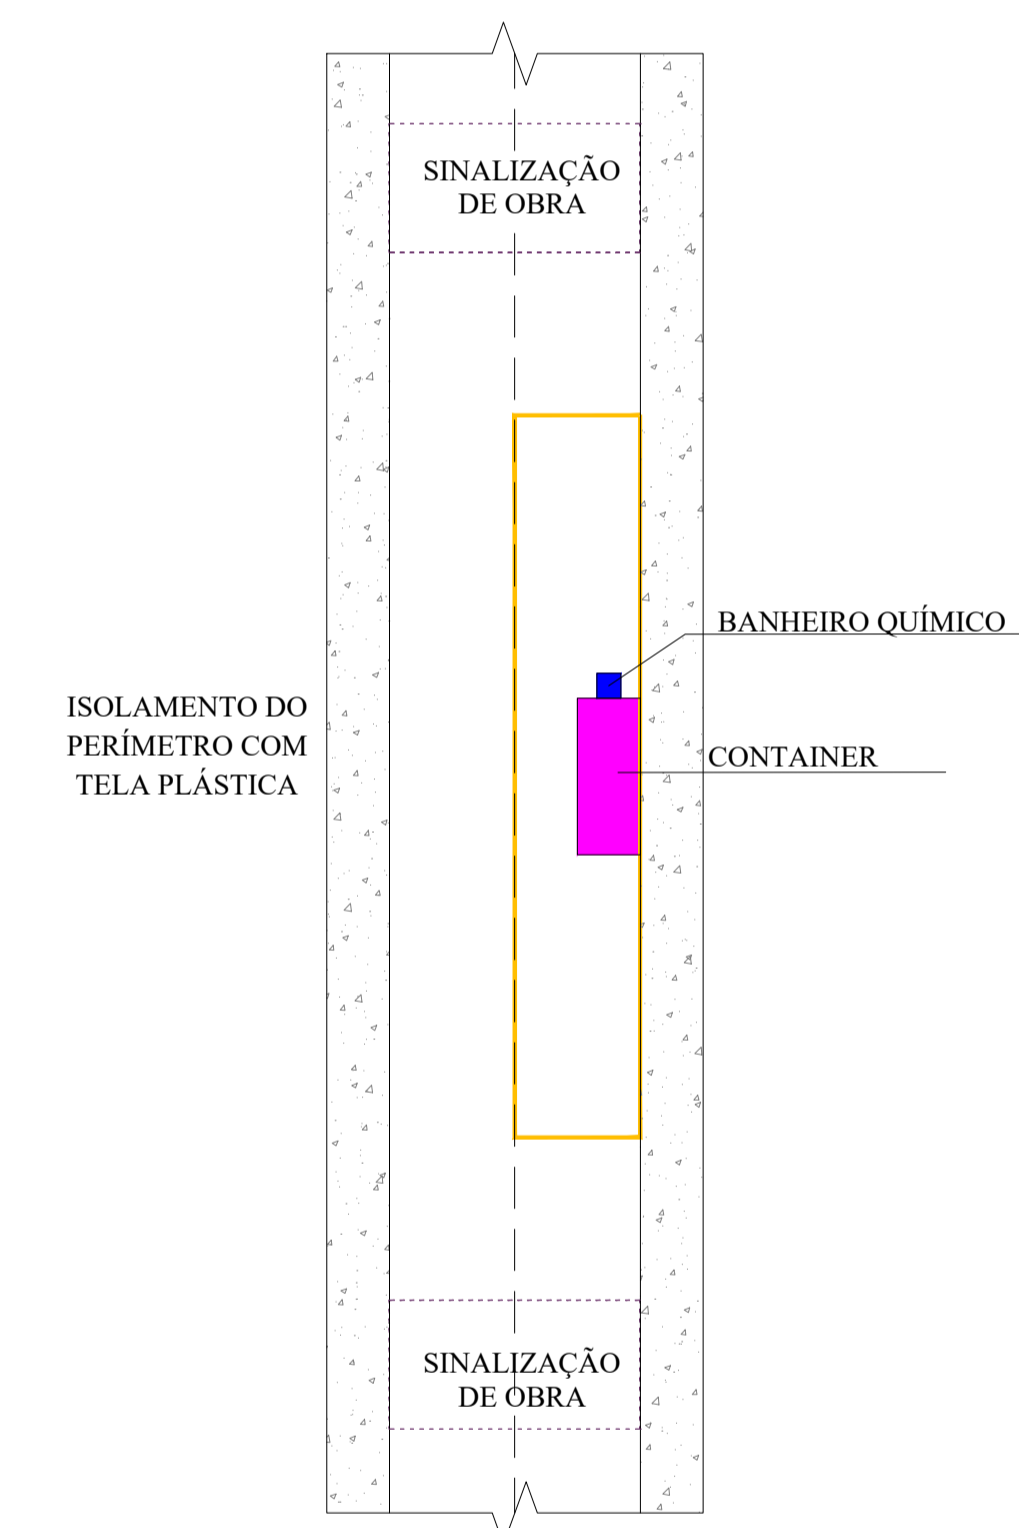 SINALIZAÇÃO
DE OBRA
BANHEIRO QUÍMICO
ISOLAMENTO DO
PERÍMETRO COM
TELA PLÁSTICA
CONTAINER
SINALIZAÇÃO
DE OBRA